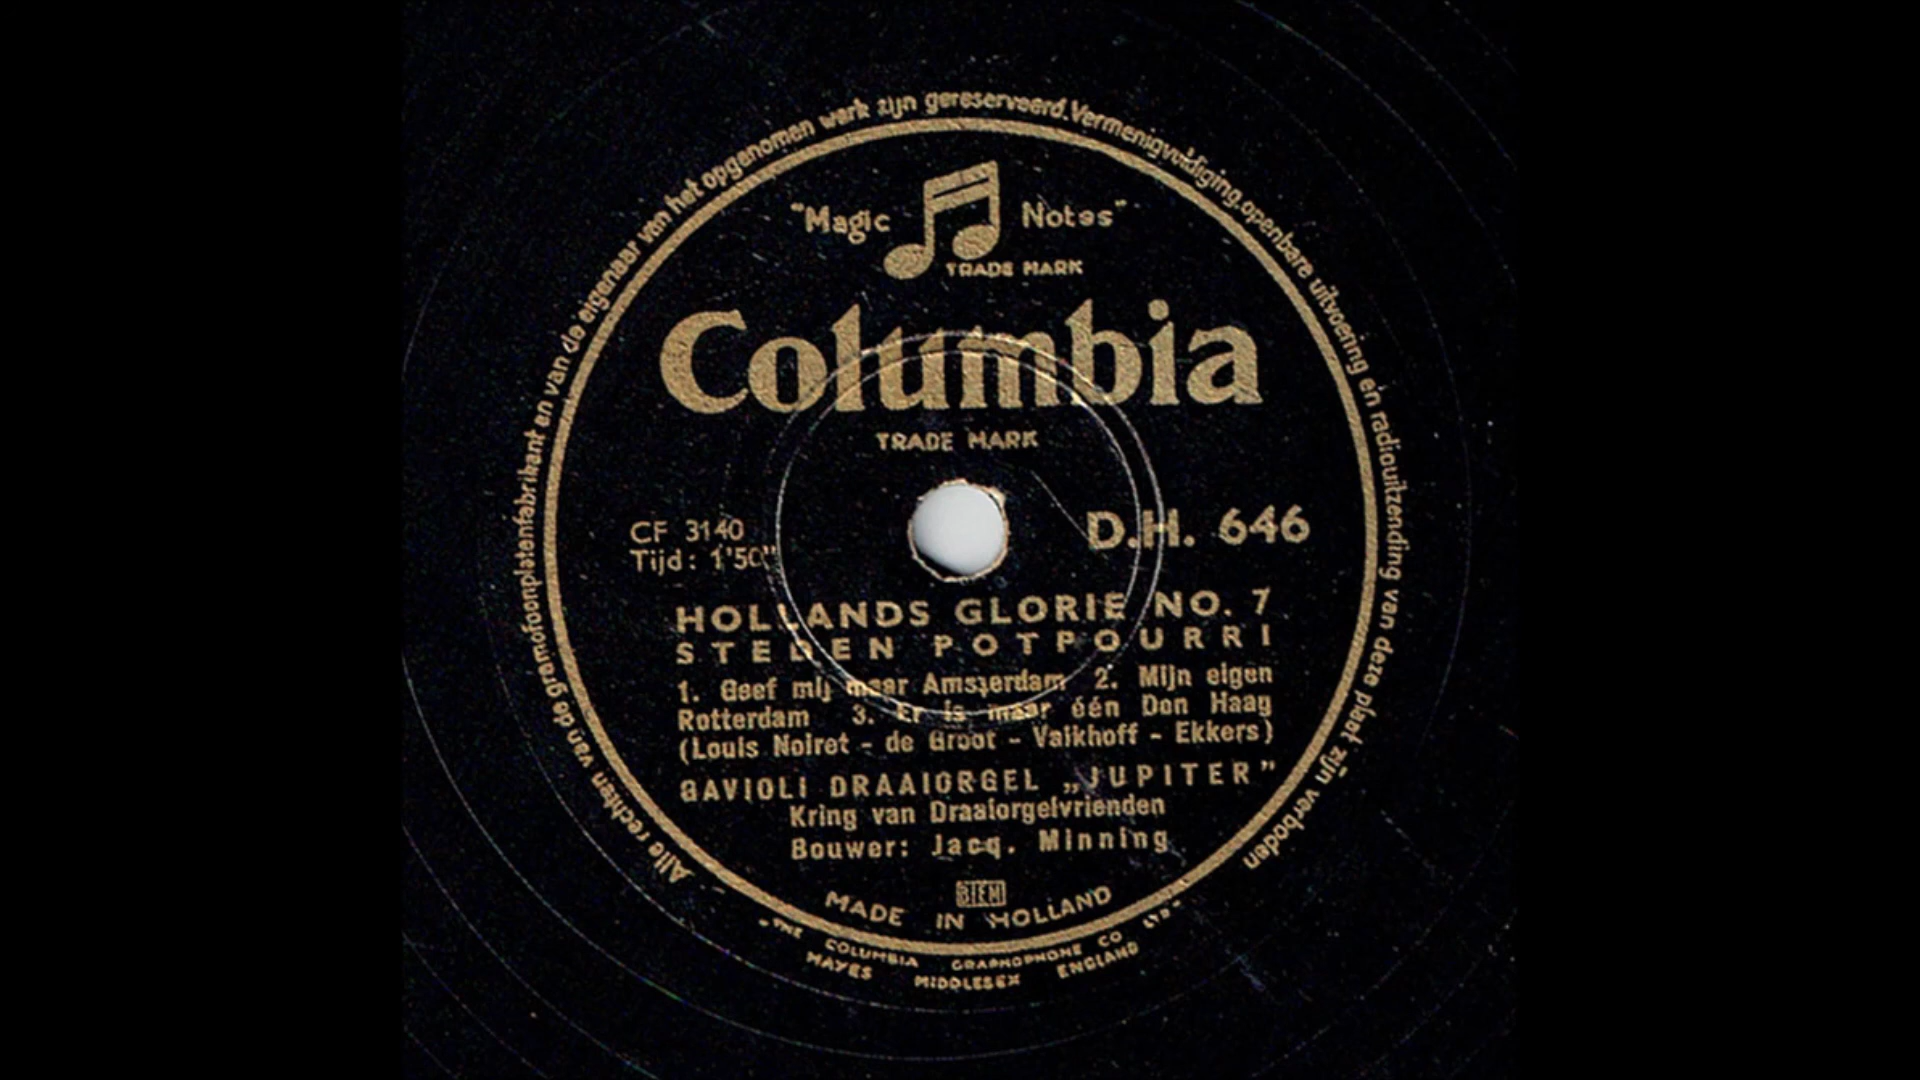 Alle rechten van de gramofoonplatenfabrikant en van de eigenaar van het opgenomen werk zijn gereserveerd. Vermenigvuldiging, openbare uitvoering en radiouitzending van deze plaat zijn verboden
"Magic Notes"
TRADE MARK
Columbia
TRADE MARK
CF 3140
Tijd: 1'50"
D.H. 646
HOLLANDS GLORIE NO. 7
STEDEN POTPOURRI
1. Geef mij maar Amsterdam 2. Mijn eigen
Rotterdam 3. Er is maar één Den Haag
(Louis Noiret - de Groot - Valkhoff - Ekkers)
GAVIOLI DRAAIORGEL „JUPITER”
Kring van Draaiorgelvrienden
Bouwer: Jacq. Minning
BIEM
MADE IN HOLLAND
"THE COLUMBIA GRAPHOPHONE CO LTD"
HAYES MIDDLESEX ENGLAND